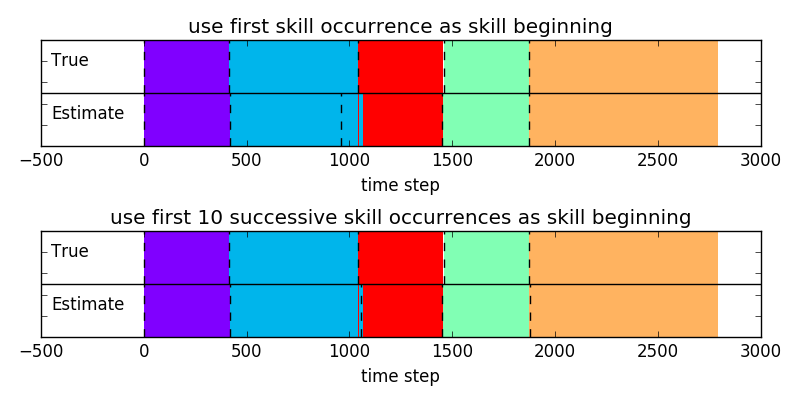 use first skill occurrence as skill beginning
True
Estimate
−500 0 500 1000 1500 2000 2500 3000
time step
use first 10 successive skill occurrences as skill beginning
True
Estimate
−500 0 500 1000 1500 2000 2500 3000
time step